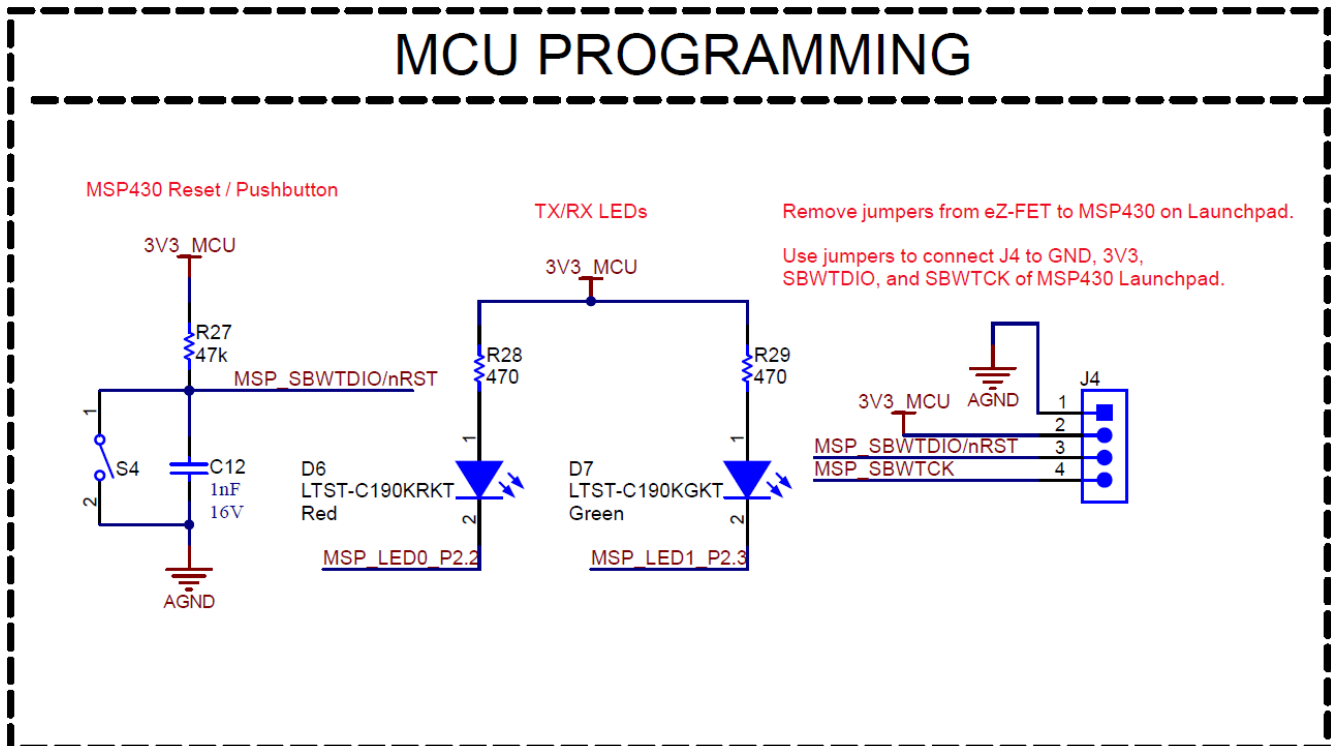 MCU PROGRAMMING
MSP430 Reset / Pushbutton
3V3_MCU
R27
47k
MSP_SBWTDIO/nRST
1
S4
2
C12
1nF
16V
AGND
TX/RX LEDs
3V3_MCU
R28
470
1
D6
LTST-C190KRKT
Red
2
MSP_LED0_P2.2
R29
470
1
D7
LTST-C190KGKT
Green
2
MSP_LED1_P2.3
Remove jumpers from eZ-FET to MSP430 on Launchpad.
Use jumpers to connect J4 to GND, 3V3,
SBWTDIO, and SBWTCK of MSP430 Launchpad.
AGND
J4
3V3_MCU
1
2
MSP_SBWTDIO/nRST
3
MSP_SBWTCK
4